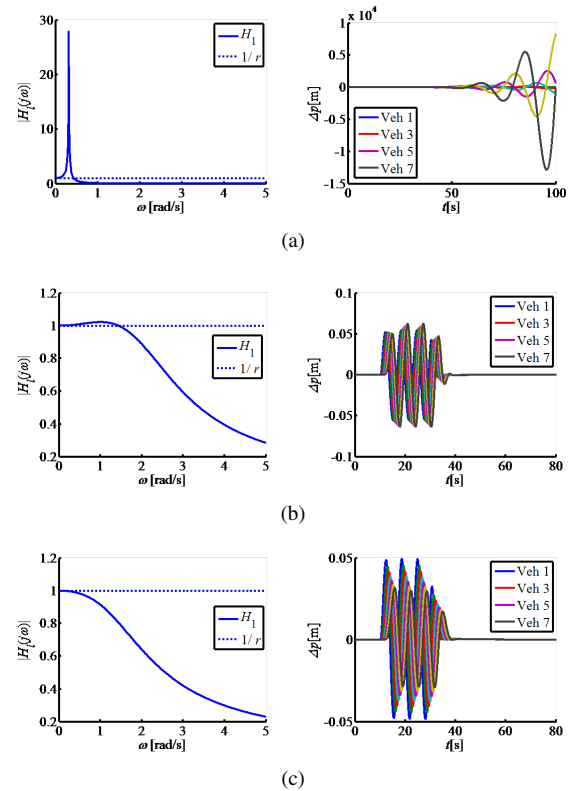 30
20
10
0
0 1 2 3 4 5
|H_i(jω)|
ω [rad/s]
H_1
1/ r
x 10^4
1
0.5
0
-0.5
-1
-1.5
0 50 100
Δp[m]
t[s]
Veh 1
Veh 3
Veh 5
Veh 7
(a)
1.2
1
0.8
0.6
0.4
0.2
0 1 2 3 4 5
|H_i(jω)|
ω [rad/s]
H_1
1/ r
0.1
0.05
0
-0.05
-0.1
0 20 40 60 80
Δp[m]
t[s]
Veh 1
Veh 3
Veh 5
Veh 7
(b)
1.2
1
0.8
0.6
0.4
0.2
0 1 2 3 4 5
|H_i(jω)|
ω [rad/s]
H_1
1/ r
0.05
0
-0.05
0 20 40 60 80
Δp[m]
t[s]
Veh 1
Veh 3
Veh 5
Veh 7
(c)